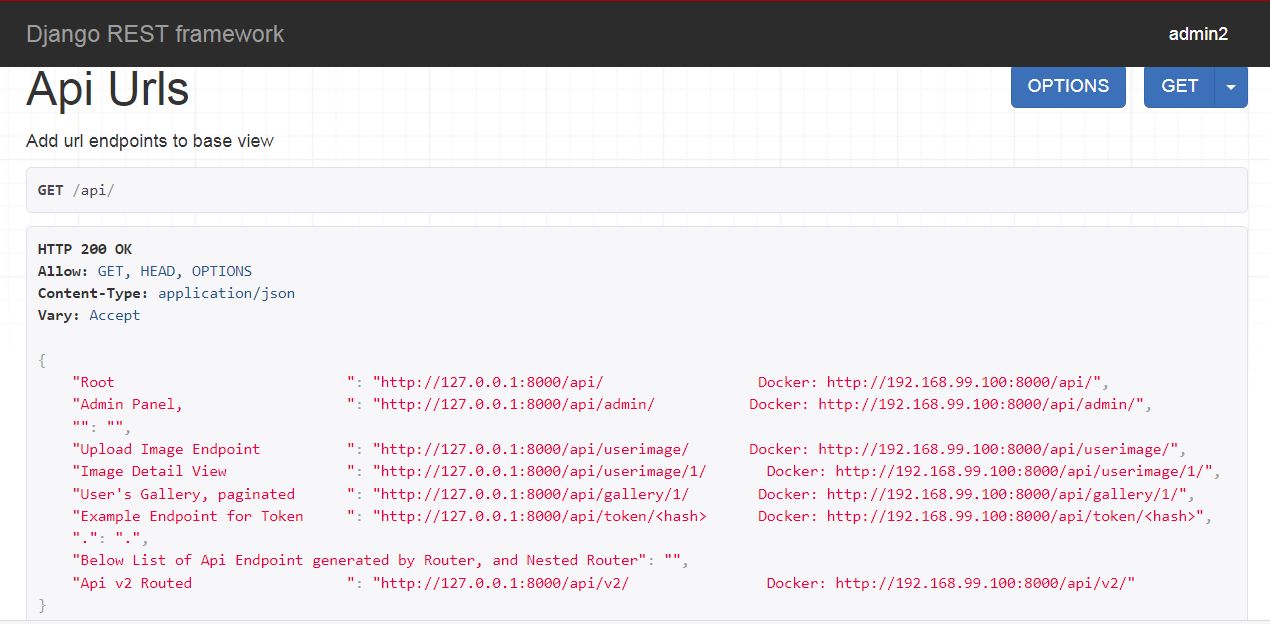 Django REST framework admin2
Api Urls OPTIONS GET
Add url endpoints to base view
GET /api/
HTTP 200 OK
Allow: GET, HEAD, OPTIONS
Content-Type: application/json
Vary: Accept
{
"Root ": "http://127.0.0.1:8000/api/ Docker: http://192.168.99.100:8000/api/",
"Admin Panel, ": "http://127.0.0.1:8000/api/admin/ Docker: http://192.168.99.100:8000/api/admin/",
"": "",
"Upload Image Endpoint ": "http://127.0.0.1:8000/api/userimage/ Docker: http://192.168.99.100:8000/api/userimage/",
"Image Detail View ": "http://127.0.0.1:8000/api/userimage/1/ Docker: http://192.168.99.100:8000/api/userimage/1/",
"User's Gallery, paginated ": "http://127.0.0.1:8000/api/gallery/1/ Docker: http://192.168.99.100:8000/api/gallery/1/",
"Example Endpoint for Token ": "http://127.0.0.1:8000/api/token/<hash> Docker: http://192.168.99.100:8000/api/token/<hash>",
".": ".",
"Below List of Api Endpoint generated by Router, and Nested Router": "",
"Api v2 Routed ": "http://127.0.0.1:8000/api/v2/ Docker: http://192.168.99.100:8000/api/v2/"
}